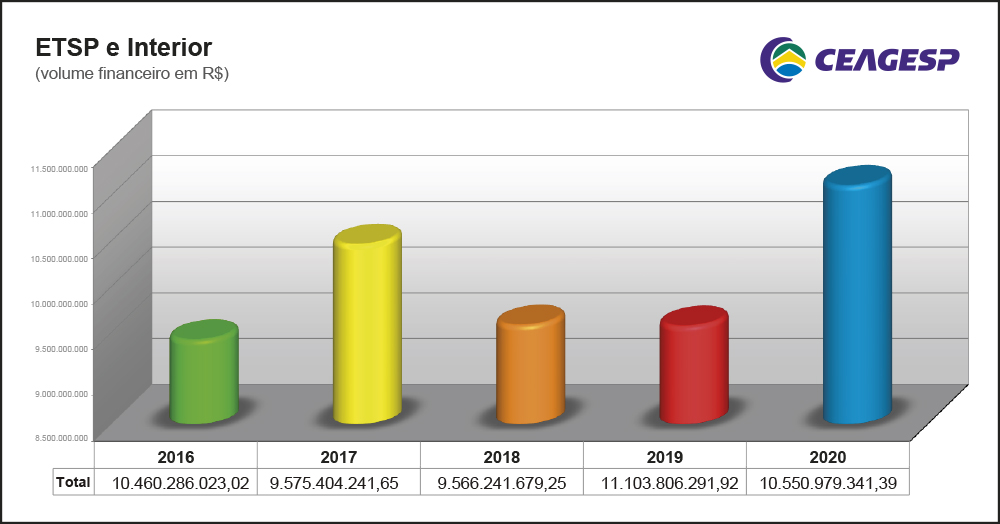 ETSP e Interior
(volume financeiro em R$)
CEAGESP
11.500.000.000
11.000.000.000
10.500.000.000
10.000.000.000
9.500.000.000
9.000.000.000
8.500.000.000
2016 2017 2018 2019 2020
Total 10.460.286.023,02 9.575.404.241,65 9.566.241.679,25 11.103.806.291,92 10.550.979.341,39